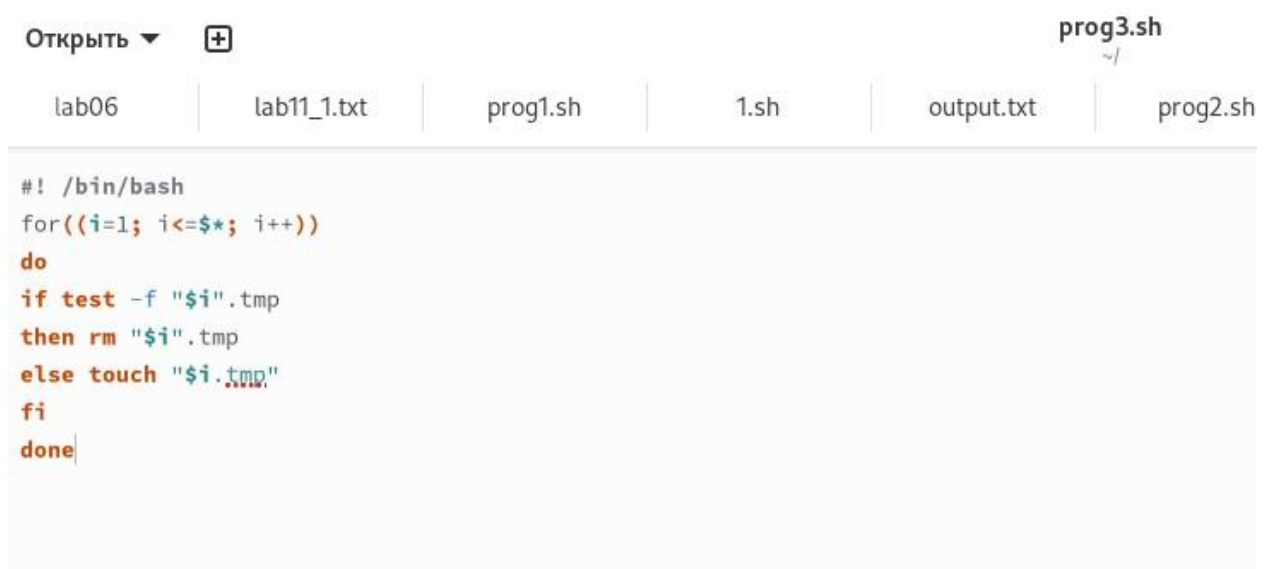 Открыть
prog3.sh
~/
lab06 lab11_1.txt prog1.sh 1.sh output.txt prog2.sh
#! /bin/bash
for((i=1; i<=$*; i++))
do
if test -f "$i".tmp
then rm "$i".tmp
else touch "$i.tmp"
fi
done